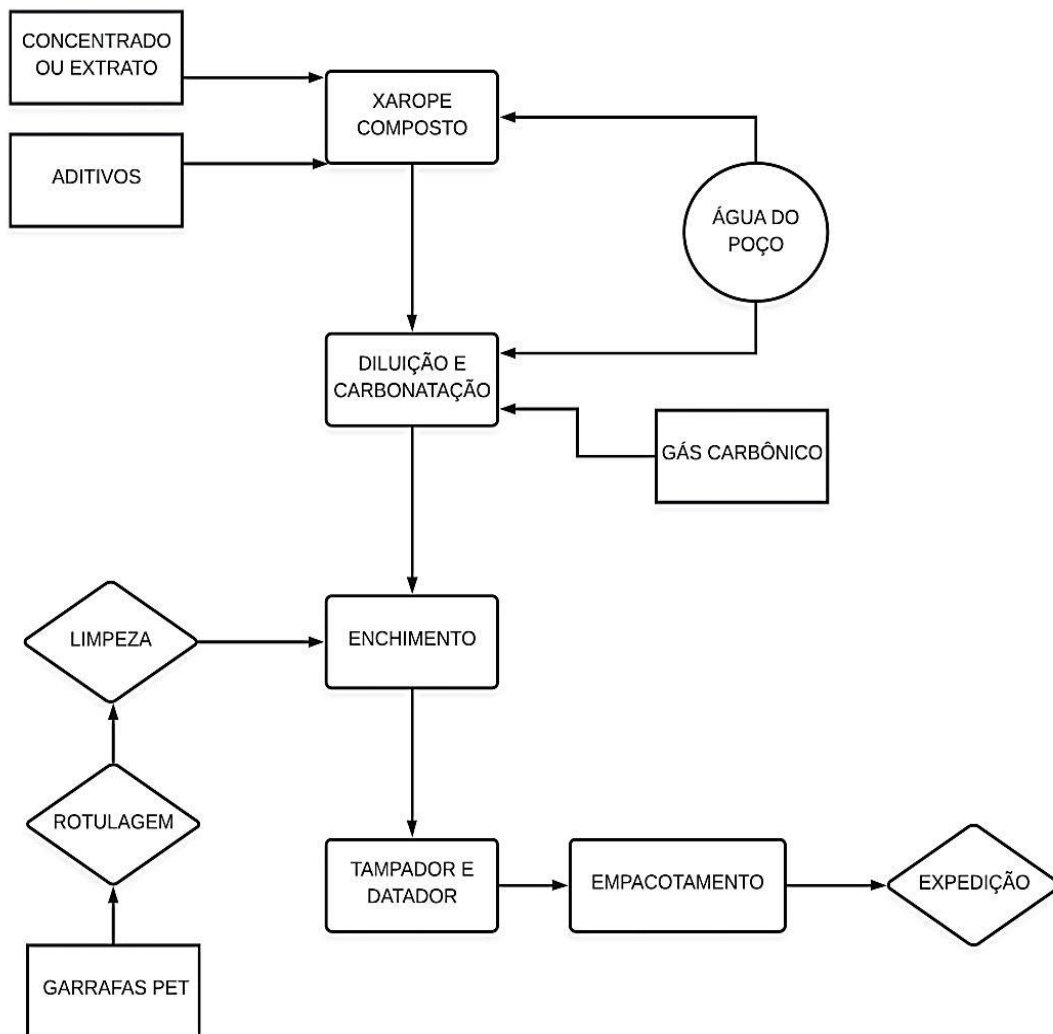 CONCENTRADO
OU EXTRATO
XAROPE
COMPOSTO
ADITIVOS
ÁGUA DO
POÇO
DILUIÇÃO E
CARBONATAÇÃO
GÁS CARBÔNICO
LIMPEZA
ENCHIMENTO
ROTULAGEM
TAMPADOR E
DATADOR
EMPACOTAMENTO
EXPEDIÇÃO
GARRAFAS PET